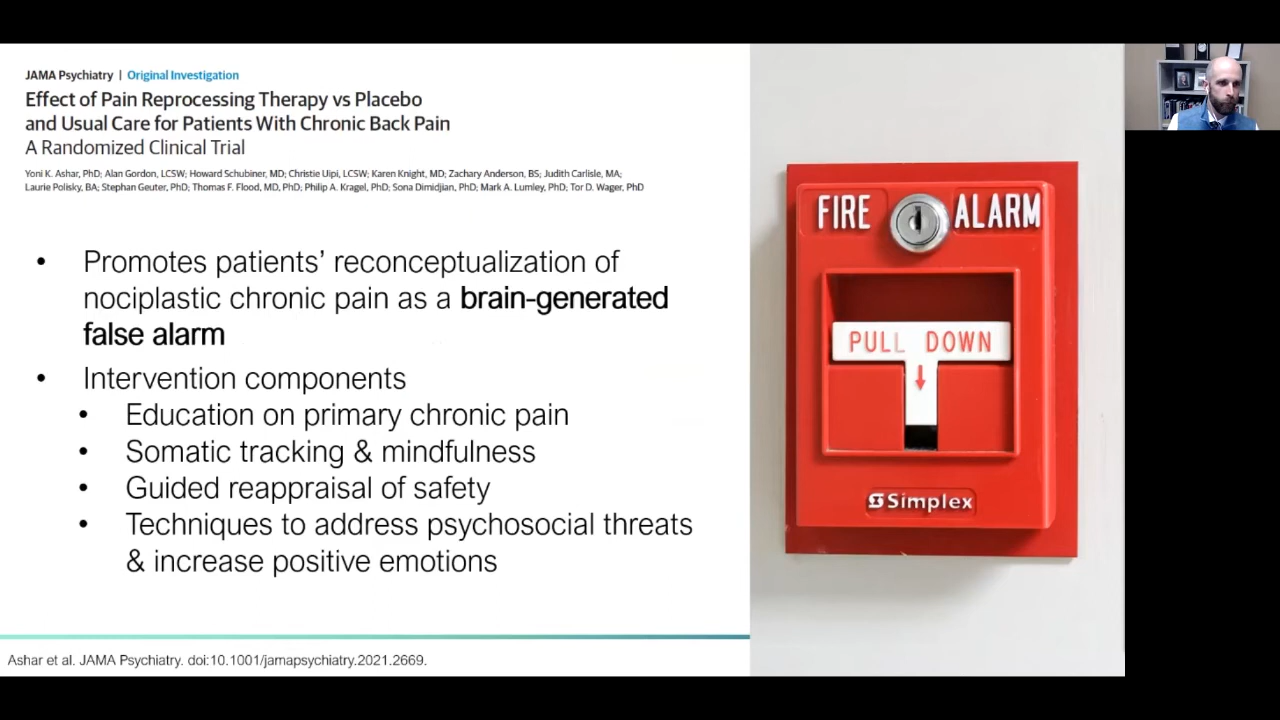 JAMA Psychiatry | Original Investigation
Effect of Pain Reprocessing Therapy vs Placebo
and Usual Care for Patients With Chronic Back Pain
A Randomized Clinical Trial
Yoni K. Ashar, PhD; Alan Gordon, LCSW; Howard Schubiner, MD; Christie Uipi, LCSW; Karen Knight, MD; Zachary Anderson, BS; Judith Carlisle, MA;
Laurie Polisky, BA; Stephan Geuter, PhD; Thomas F. Flood, MD, PhD; Philip A. Kragel, PhD; Sona Dimidjian, PhD; Mark A. Lumley, PhD; Tor D. Wager, PhD
• Promotes patients’ reconceptualization of
nociplastic chronic pain as a brain-generated
false alarm
• Intervention components
• Education on primary chronic pain
• Somatic tracking & mindfulness
• Guided reappraisal of safety
• Techniques to address psychosocial threats
& increase positive emotions
Ashar et al. JAMA Psychiatry. doi:10.1001/jamapsychiatry.2021.2669.
FIRE ALARM
PULL DOWN
Simplex